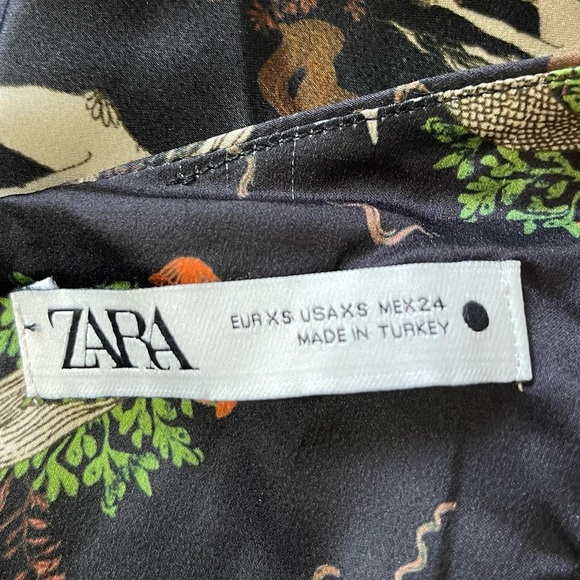 ZARA
EUR XS USA XS MEX 24
MADE IN TURKEY